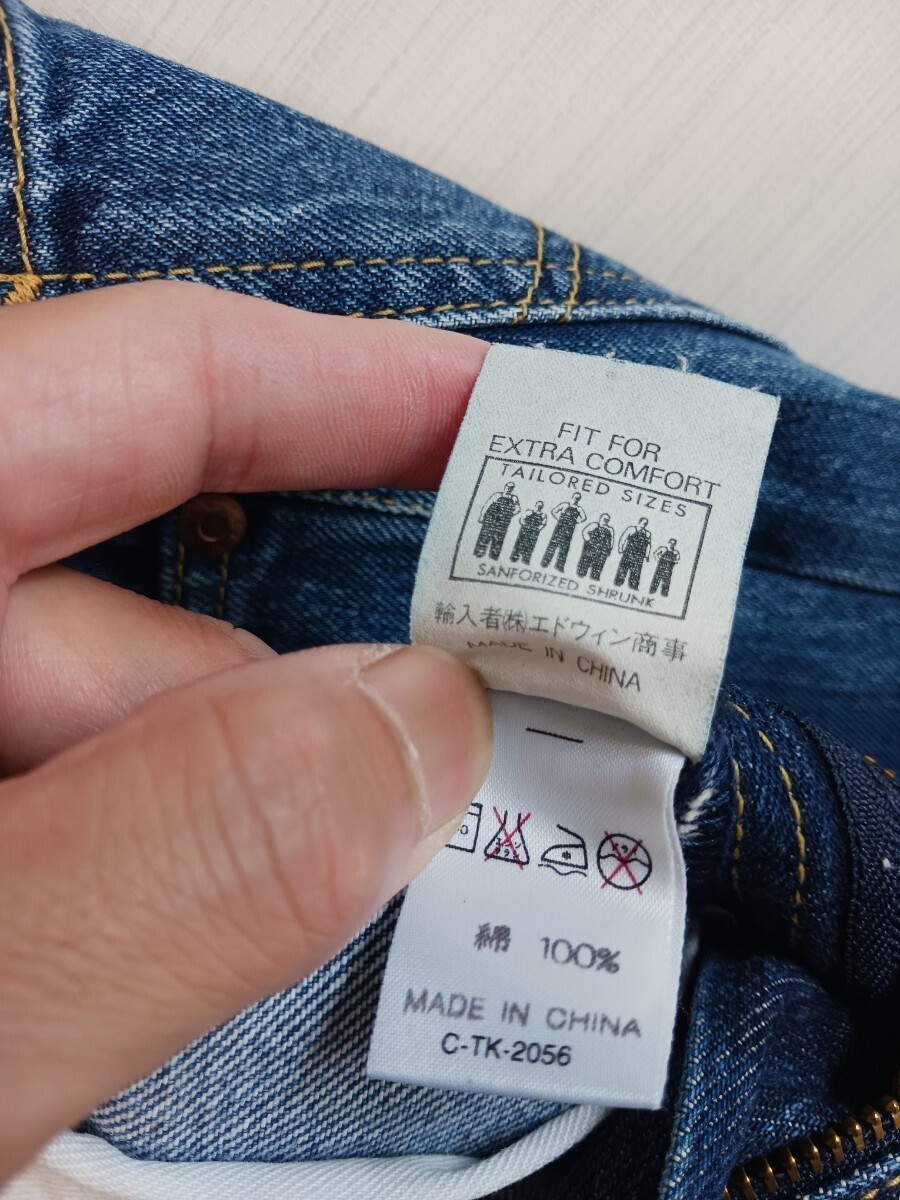 FIT FOR
EXTRA COMFORT
TAILORED SIZES
SANFORIZED SHRUNK
輸入者㈱エドウィン商事
MADE IN CHINA
綿 100%
MADE IN CHINA
C-TK-2056